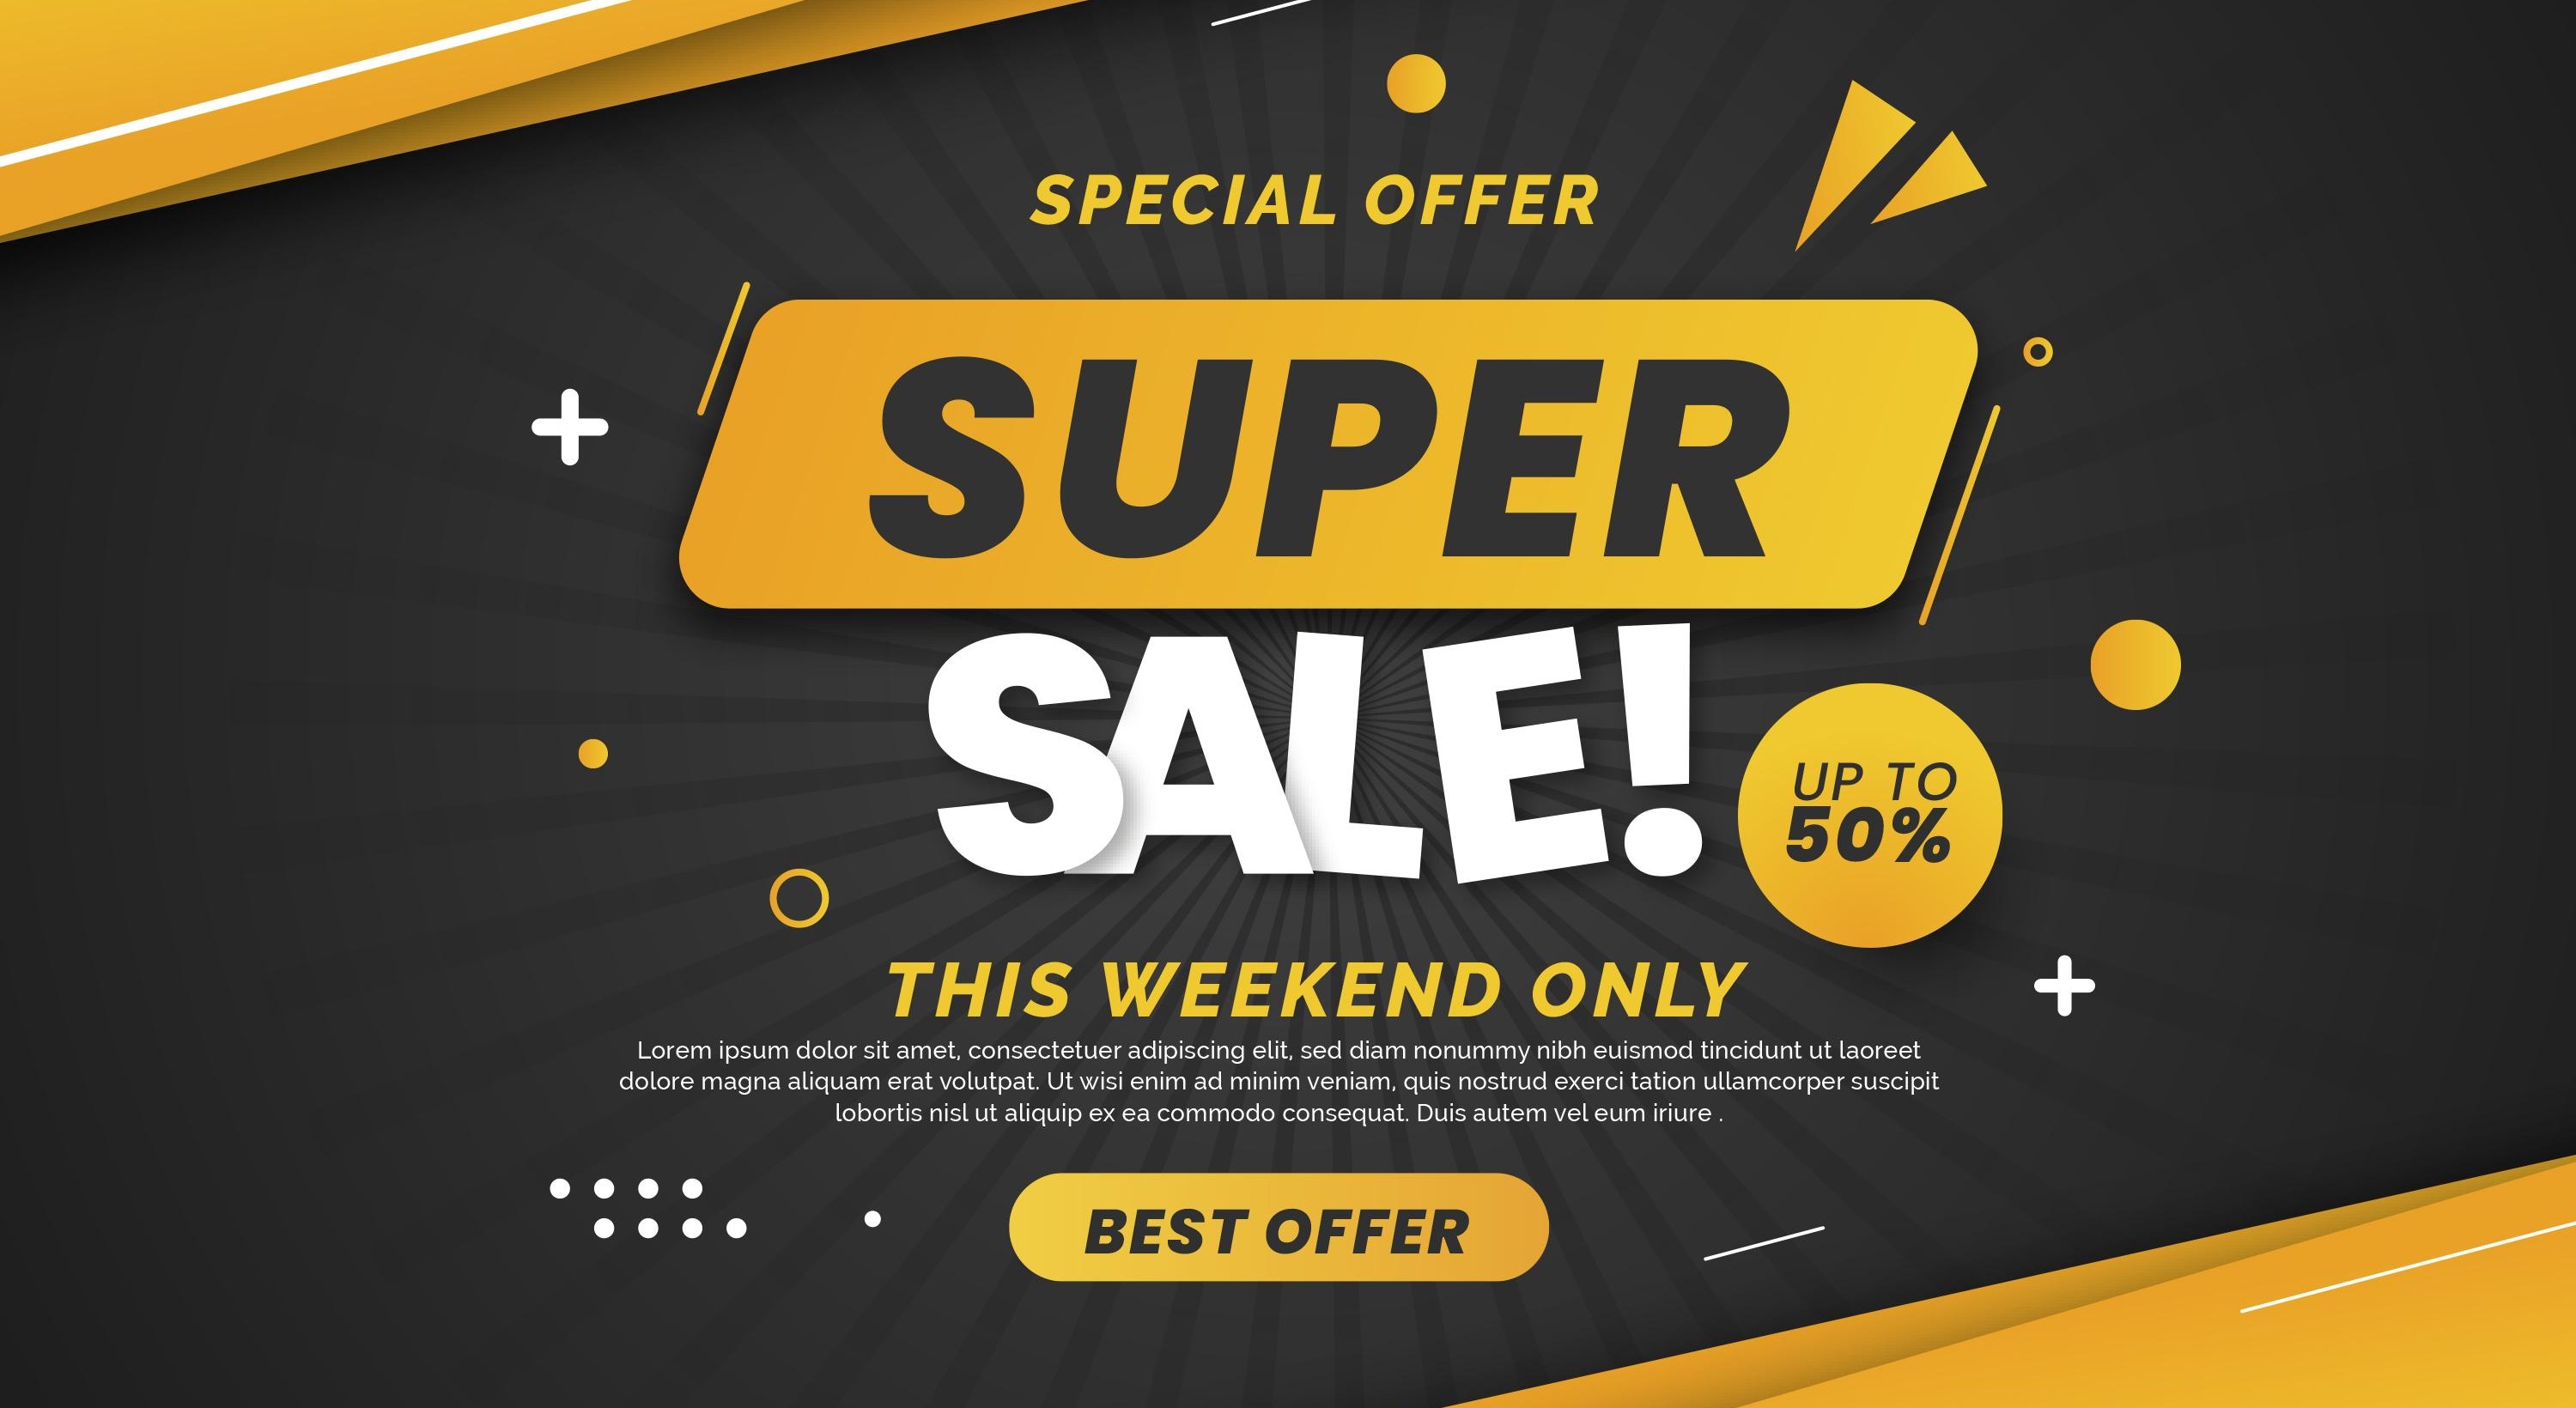 SPECIAL OFFER
SUPER
SALE!
UP TO
50%
THIS WEEKEND ONLY
Lorem ipsum dolor sit amet, consectetuer adipiscing elit, sed diam nonummy nibh euismod tincidunt ut laoreet
dolore magna aliquam erat volutpat. Ut wisi enim ad minim veniam, quis nostrud exerci tation ullamcorper suscipit
lobortis nisl ut aliquip ex ea commodo consequat. Duis autem vel eum iriure .
BEST OFFER